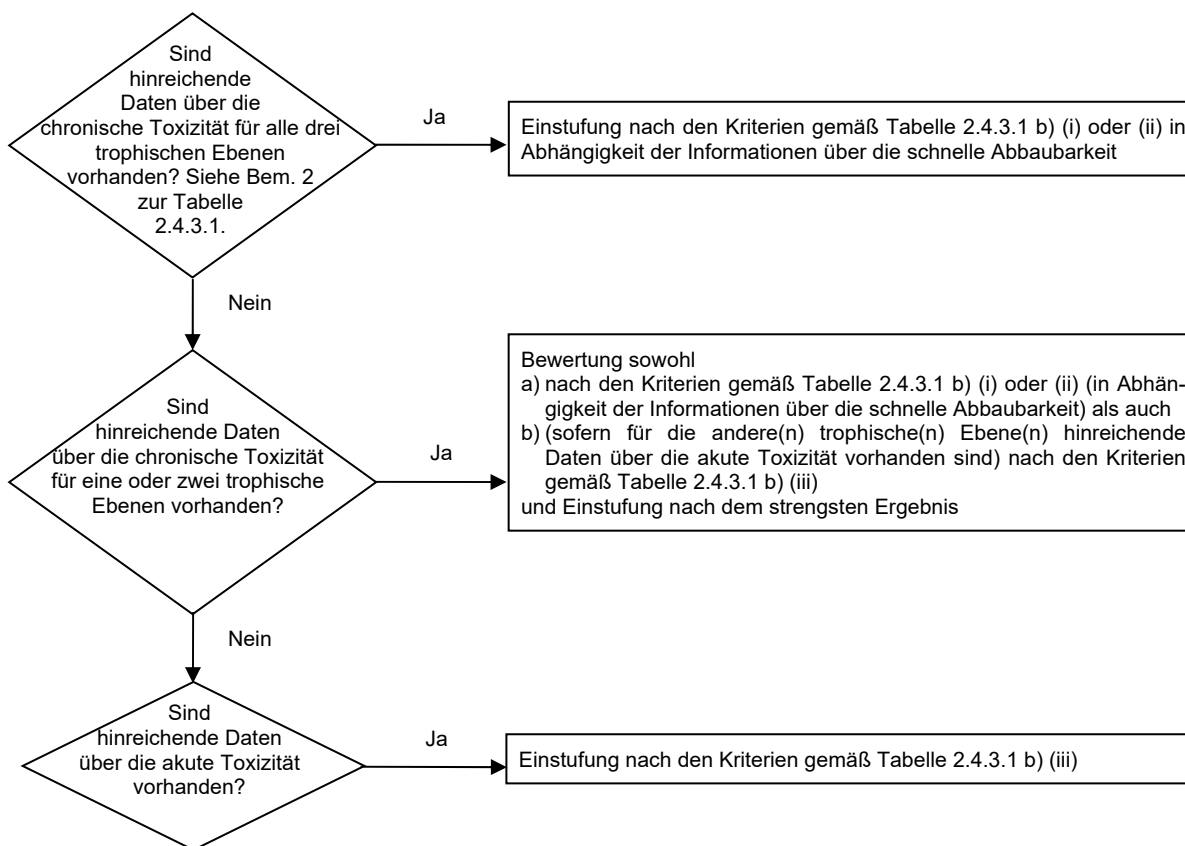 Sind
hinreichende
Daten über die
chronische Toxizität für alle drei
trophischen Ebenen
vorhanden? Siehe Bem. 2
zur Tabelle
2.4.3.1.
Ja
Einstufung nach den Kriterien gemäß Tabelle 2.4.3.1 b) (i) oder (ii) in
Abhängigkeit der Informationen über die schnelle Abbaubarkeit
Nein
Sind
hinreichende Daten
über die chronische Toxizität
für eine oder zwei trophische
Ebenen vorhanden?
Ja
Bewertung sowohl
a) nach den Kriterien gemäß Tabelle 2.4.3.1 b) (i) oder (ii) (in Abhän-
gigkeit der Informationen über die schnelle Abbaubarkeit) als auch
b) (sofern für die andere(n) trophische(n) Ebene(n) hinreichende
Daten über die akute Toxizität vorhanden sind) nach den Kriterien
gemäß Tabelle 2.4.3.1 b) (iii)
und Einstufung nach dem strengsten Ergebnis
Nein
Sind
hinreichende Daten
über die akute Toxizität
vorhanden?
Ja
Einstufung nach den Kriterien gemäß Tabelle 2.4.3.1 b) (iii)